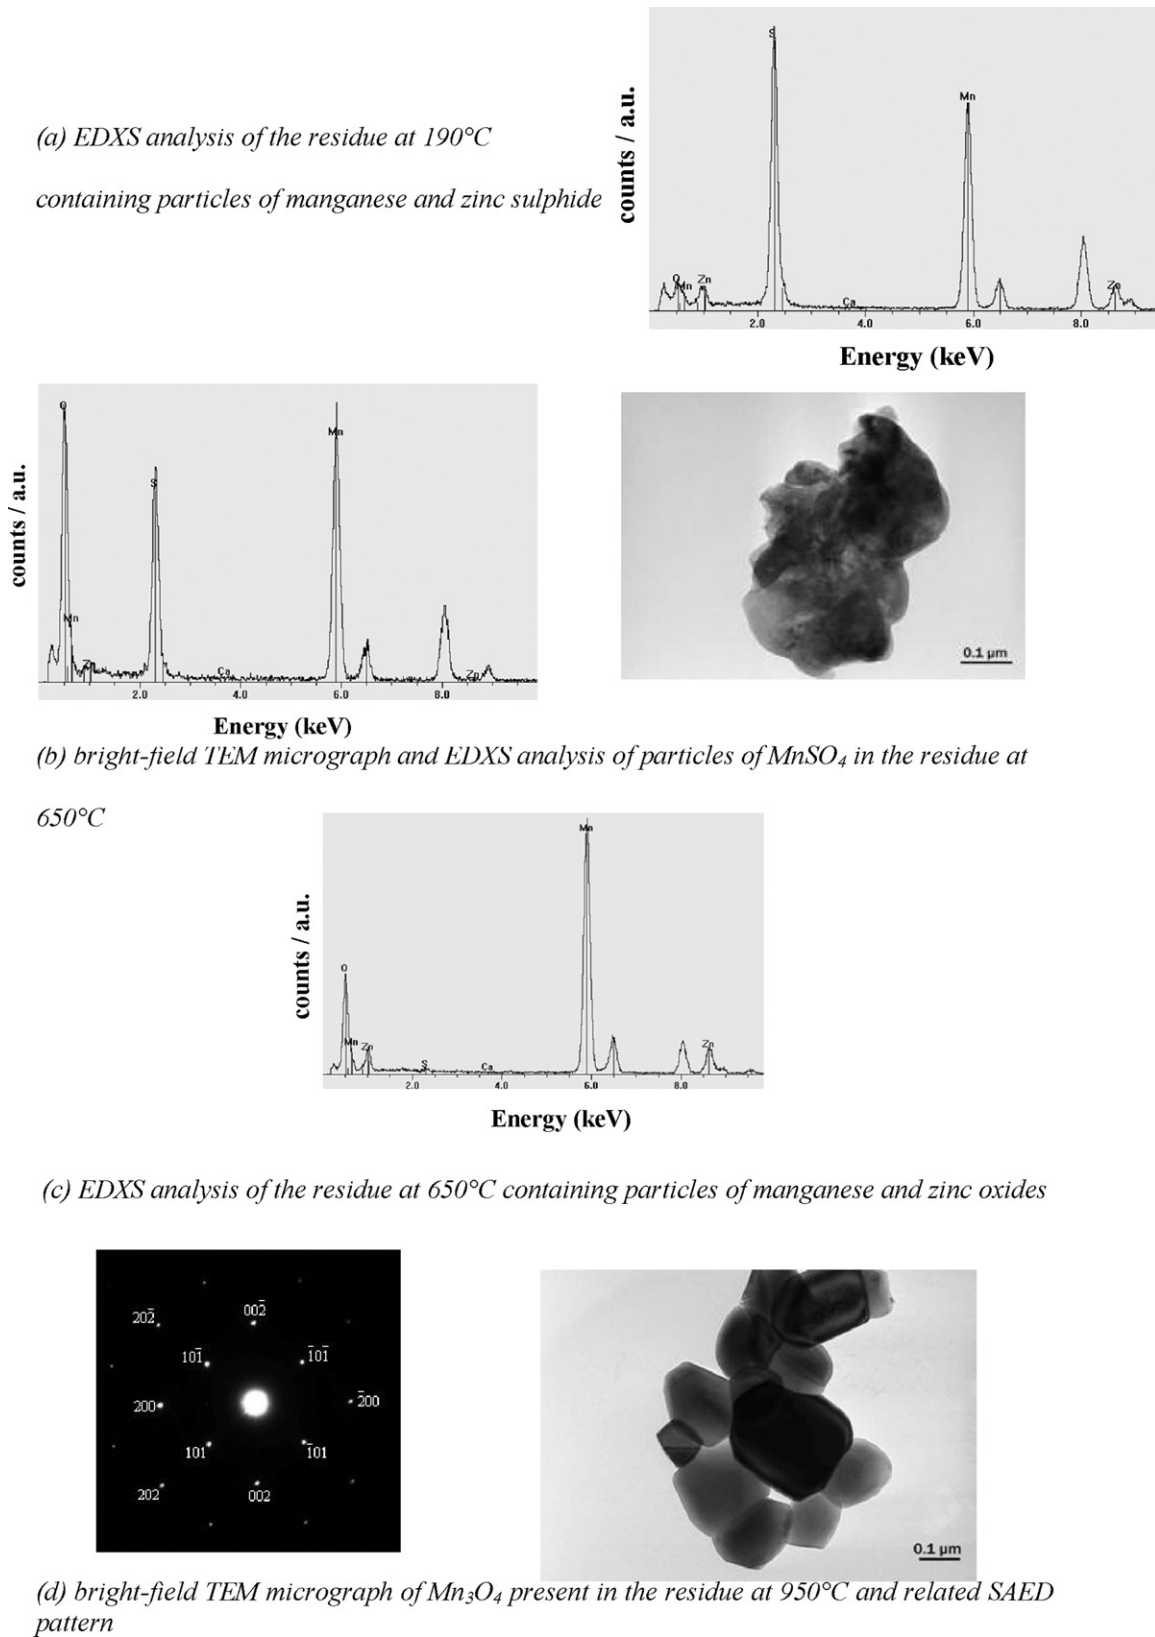 (a) EDXS analysis of the residue at 190°C
containing particles of manganese and zinc sulphide
counts / a.u.
S
Mn
O
Mn
Zn
Ca
Zn
2.0 4.0 6.0 8.0
Energy (keV)
counts / a.u.
O
Mn
S
Mn
Zn
Ca
Zn
2.0 4.0 6.0 8.0
Energy (keV)
0.1 µm
(b) bright-field TEM micrograph and EDXS analysis of particles of MnSO₄ in the residue at
650°C
counts / a.u.
Mn
O
Mn
Zn
S
Ca
Zn
2.0 4.0 6.0 8.0
Energy (keV)
(c) EDXS analysis of the residue at 650°C containing particles of manganese and zinc oxides
202̅ 002̅
101̅ 1̅01̅
200 2̅00
101 1̅01
202 002
0.1 µm
(d) bright-field TEM micrograph of Mn₃O₄ present in the residue at 950°C and related SAED
pattern